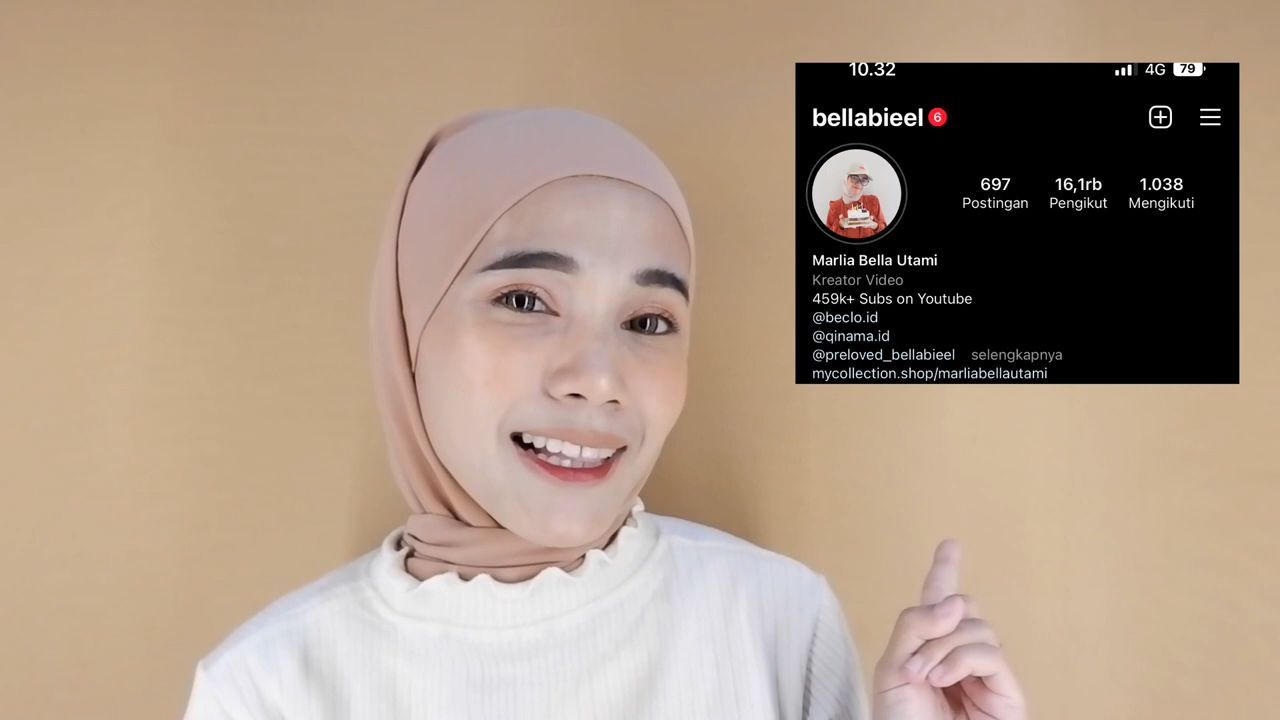 10.32 4G 79
bellabieel 6
697 16,1rb 1.038
Postingan Pengikut Mengikuti
Marlia Bella Utami
Kreator Video
459k+ Subs on Youtube
@beclo.id
@qinama.id
@preloved_bellabieel selengkapnya
mycollection.shop/marliabellautami